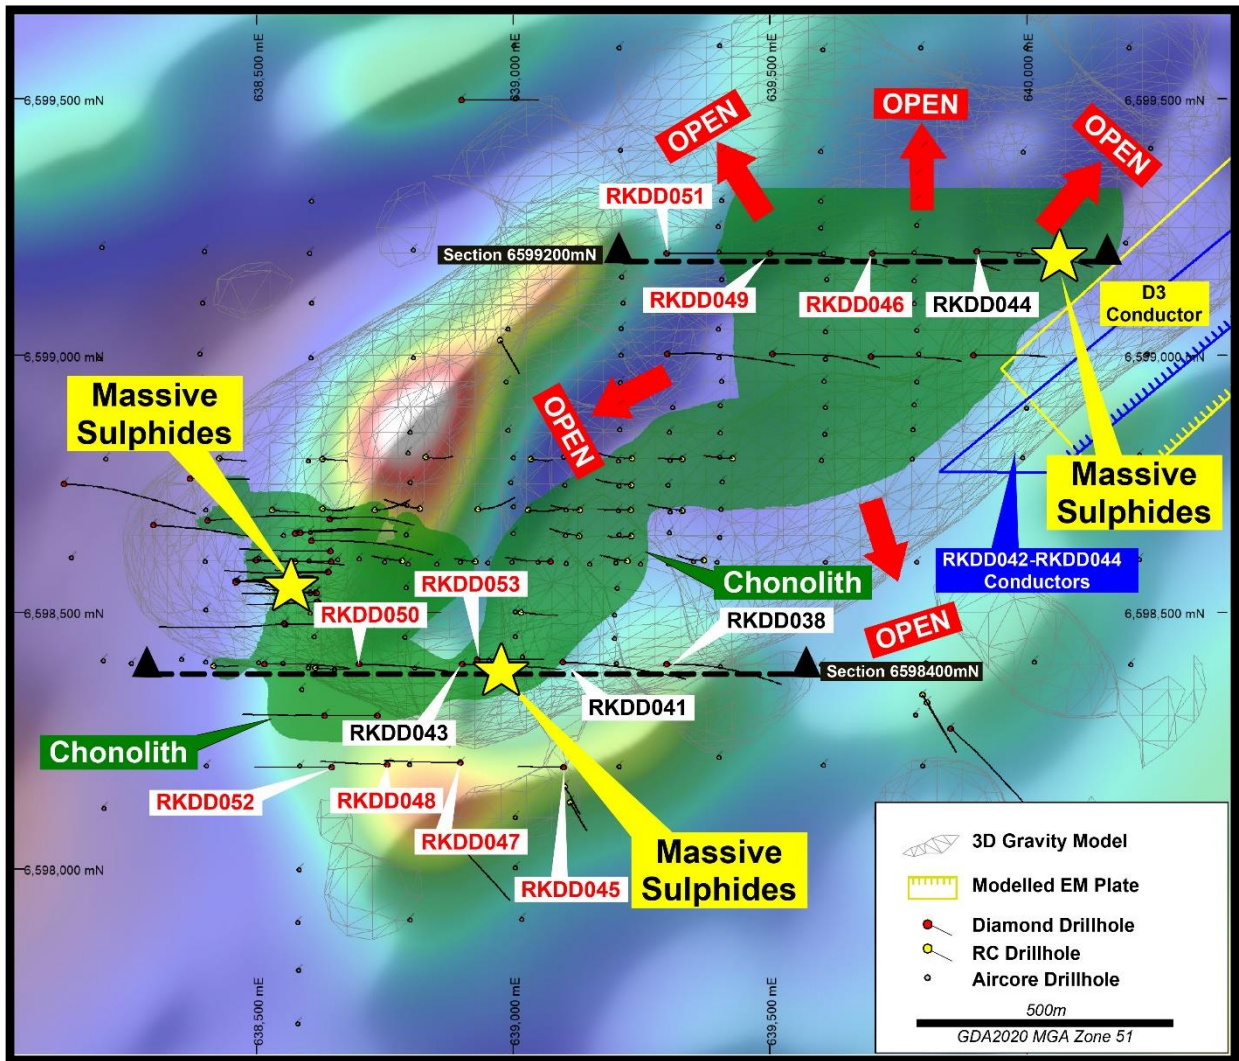 638,500 mE
639,000 mE
639,500 mE
640,000 mE
6,599,500 mN
6,599,500 mN
OPEN
OPEN
OPEN
RKDD051
Section 6599200mN
RKDD049
RKDD046
RKDD044
D3
Conductor
6,599,000 mN
6,599,000 mN
Massive
Sulphides
OPEN
Massive
Sulphides
RKDD042-RKDD044
Conductors
Chonolith
RKDD053
RKDD050
RKDD038
6,598,500 mN
6,598,500 mN
OPEN
Section 6598400mN
RKDD043
RKDD041
Chonolith
RKDD052
RKDD048
RKDD047
RKDD045
Massive
Sulphides
6,598,000 mN
638,500 mE
639,000 mE
639,500 mE
3D Gravity Model
Modelled EM Plate
Diamond Drillhole
RC Drillhole
Aircore Drillhole
500m
GDA2020 MGA Zone 51